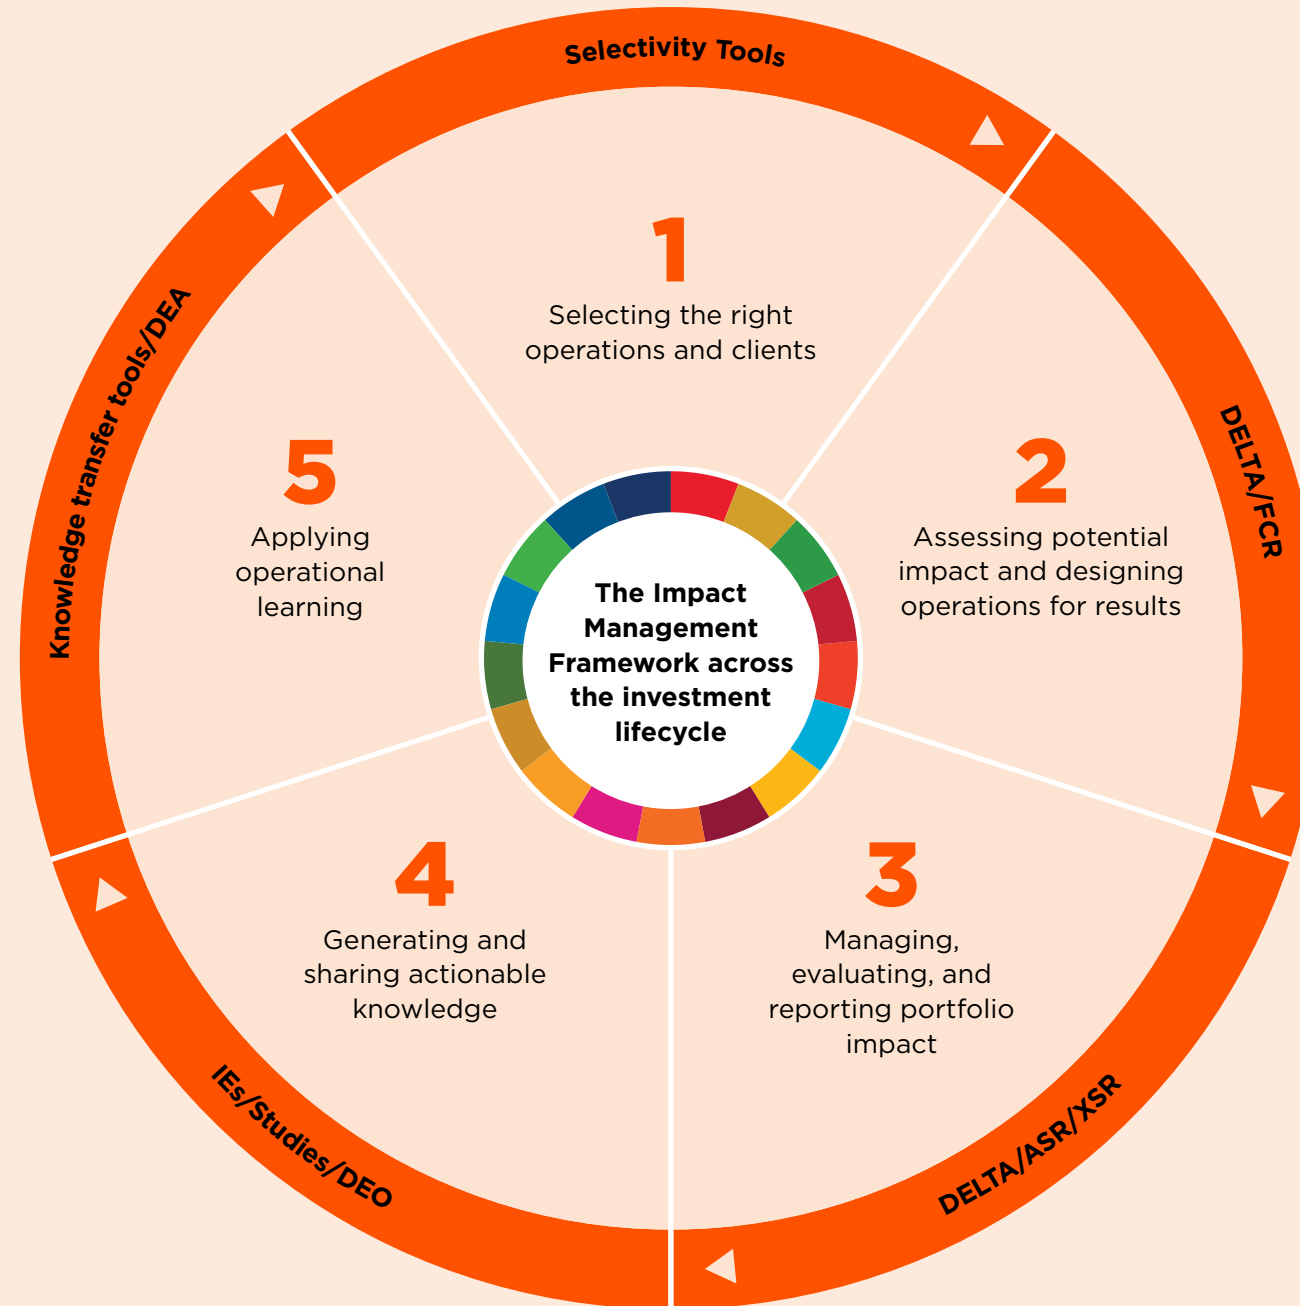 Selectivity Tools
1
Selecting the right
operations and clients
DELTA/FCR
2
Assessing potential
impact and designing
operations for results
DELTA/ASR/XSR
3
Managing,
evaluating, and
reporting portfolio
impact
IEs/Studies/DEO
4
Generating and
sharing actionable
knowledge
Knowledge transfer tools/DEA
5
Applying
operational
learning
The Impact
Management
Framework across
the investment
lifecycle